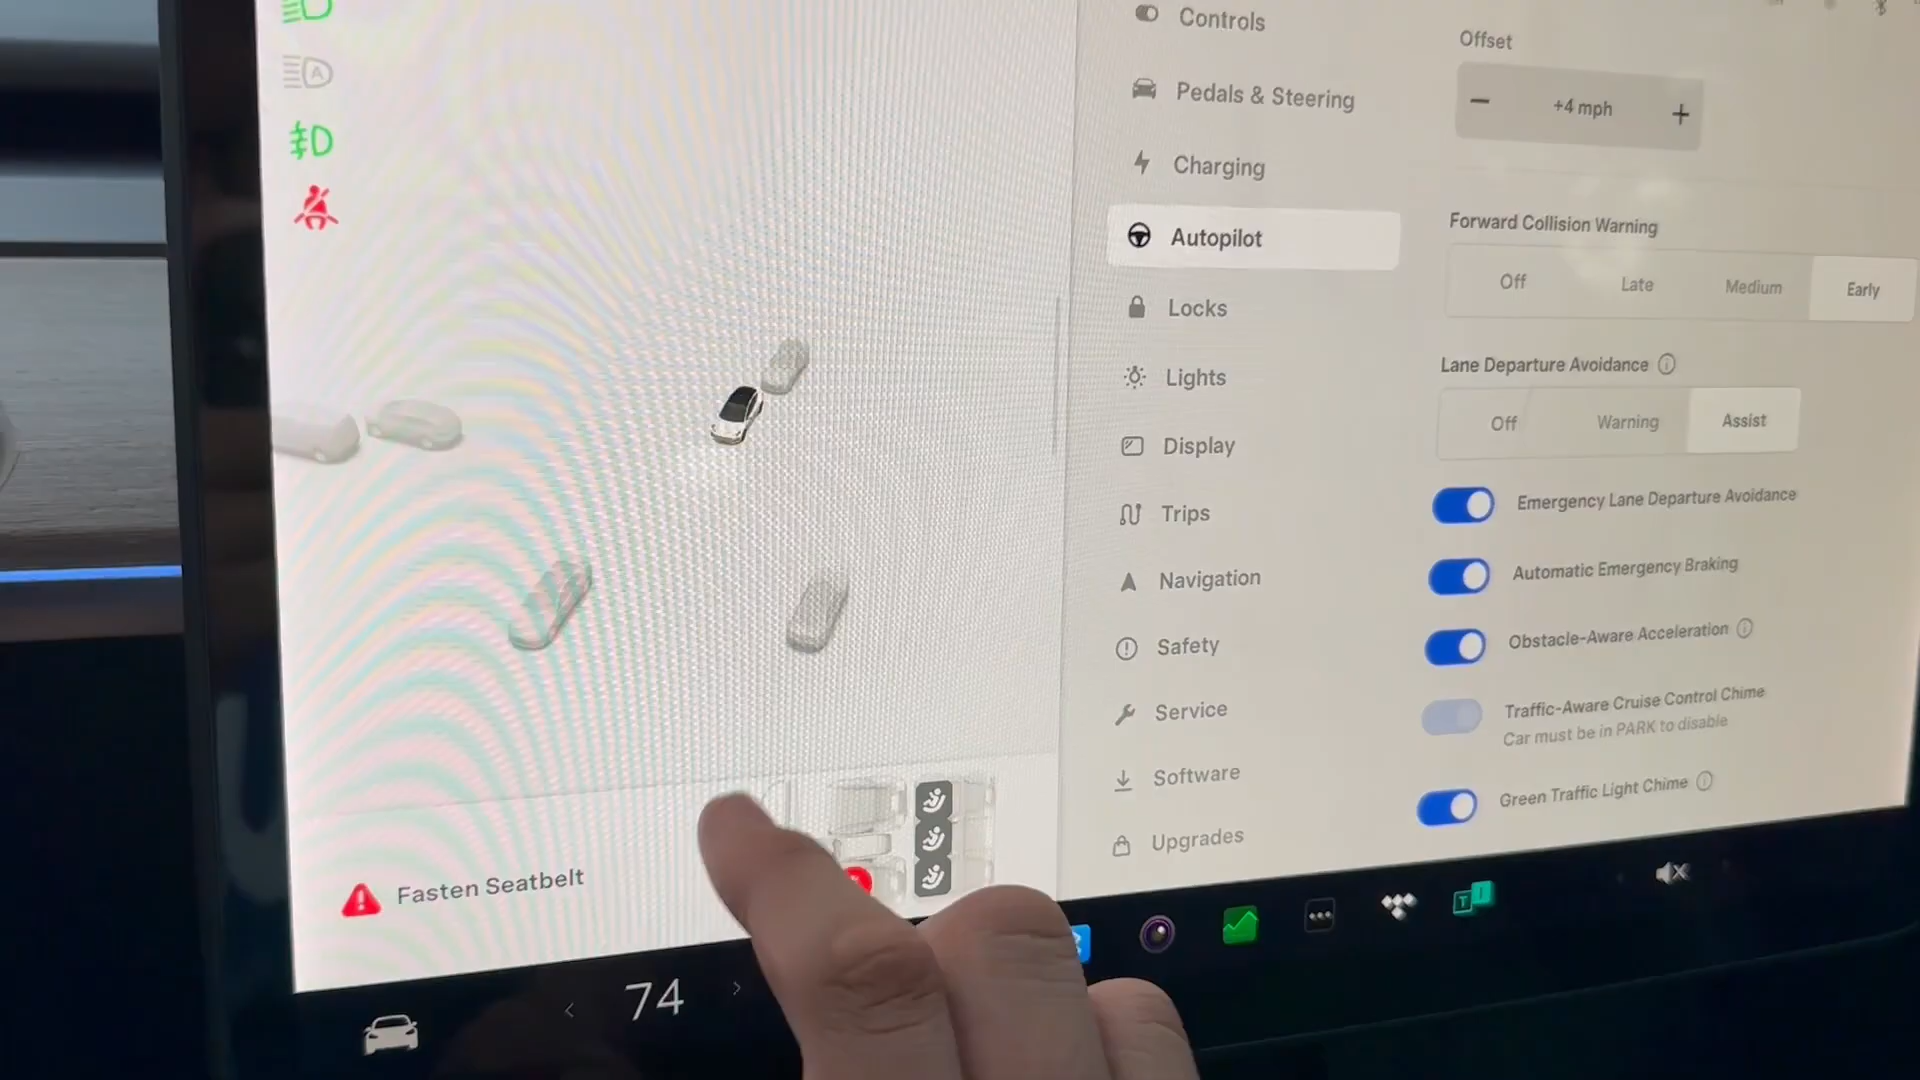 Controls
Pedals & Steering
Charging
Autopilot
Locks
Lights
Display
Trips
Navigation
Safety
Service
Software
Upgrades
Offset
+4 mph
Forward Collision Warning
Off Late Medium Early
Lane Departure Avoidance
Off Warning Assist
Emergency Lane Departure Avoidance
Automatic Emergency Braking
Obstacle-Aware Acceleration
Traffic-Aware Cruise Control Chime
Car must be in PARK to disable
Green Traffic Light Chime
Fasten Seatbelt
74